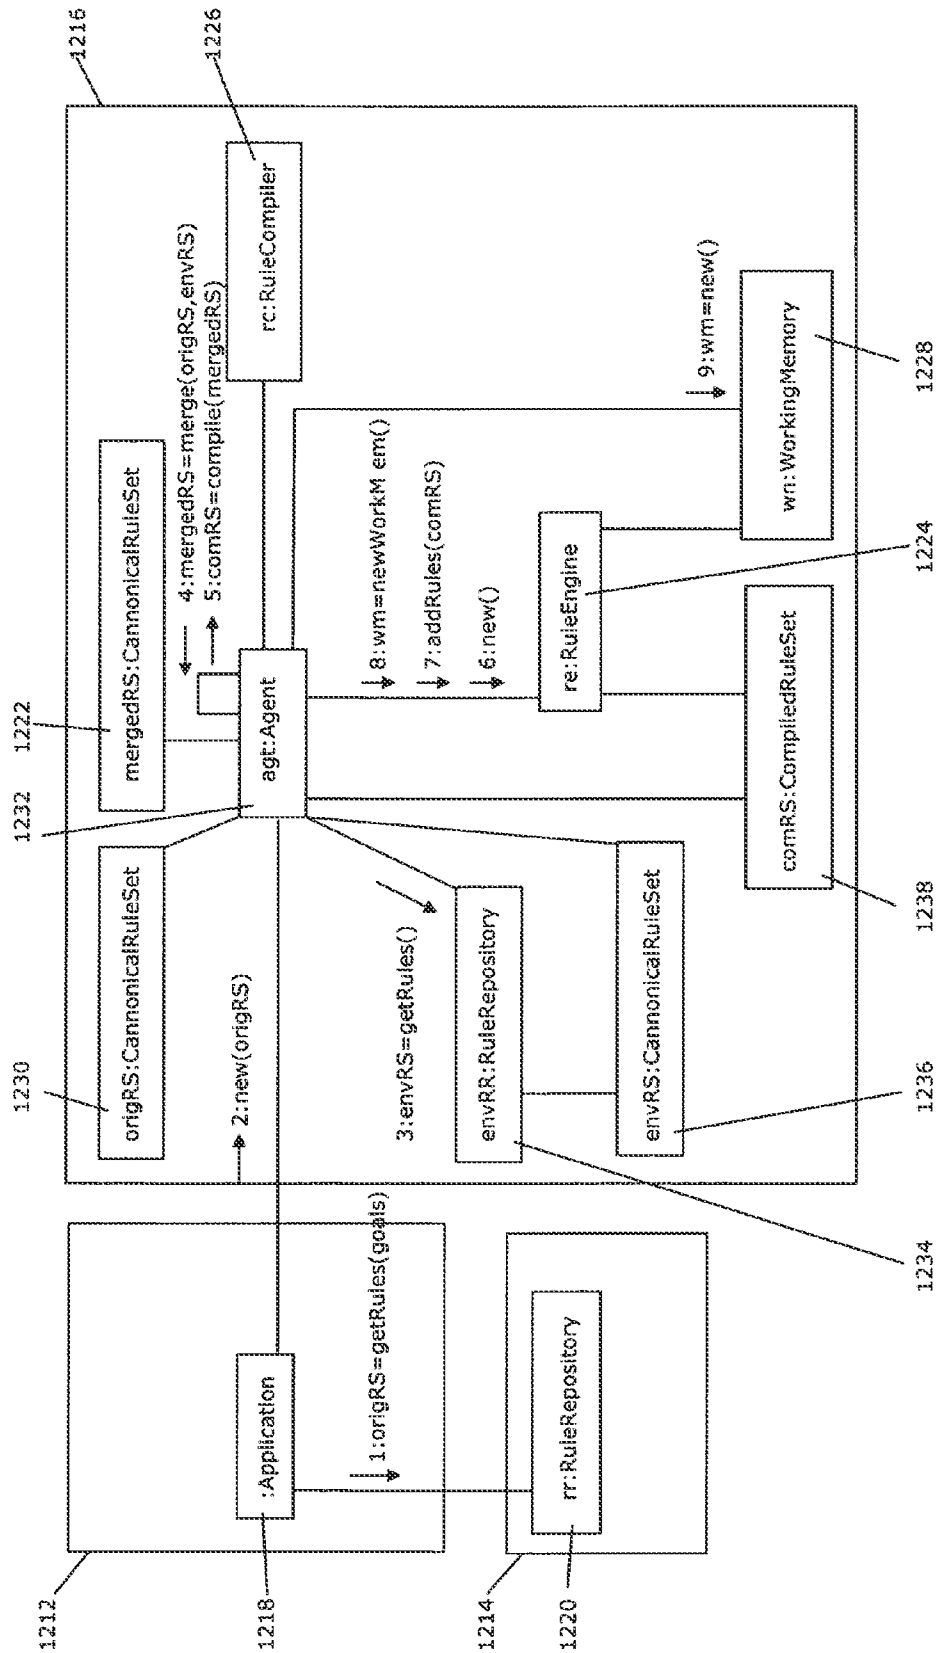 1230
1232
1222
1212
1216
origRS:CannonicalRuleSet
mergedRS:CannonicalRuleSet
4:mergedRS=merge(origRS,envRS)
5:comRS=compile(mergedRS)
1226
2:new(origRS)
1218
:Application
agt:Agent
rc:RuleCompiler
1:origRS=getRules(goals)
8:wm=newWorkM em()
3:envRS=getRules()
7:addRules(comRS)
1214
envRR:RuleRepository
6:new()
1220
rr:RuleRepository
re:RuleEngine
envRS:CannonicalRuleSet
9:wm=new()
comRS:CompiledRuleSet
wn:WorkingMemory
1234
1236
1238
1224
1228